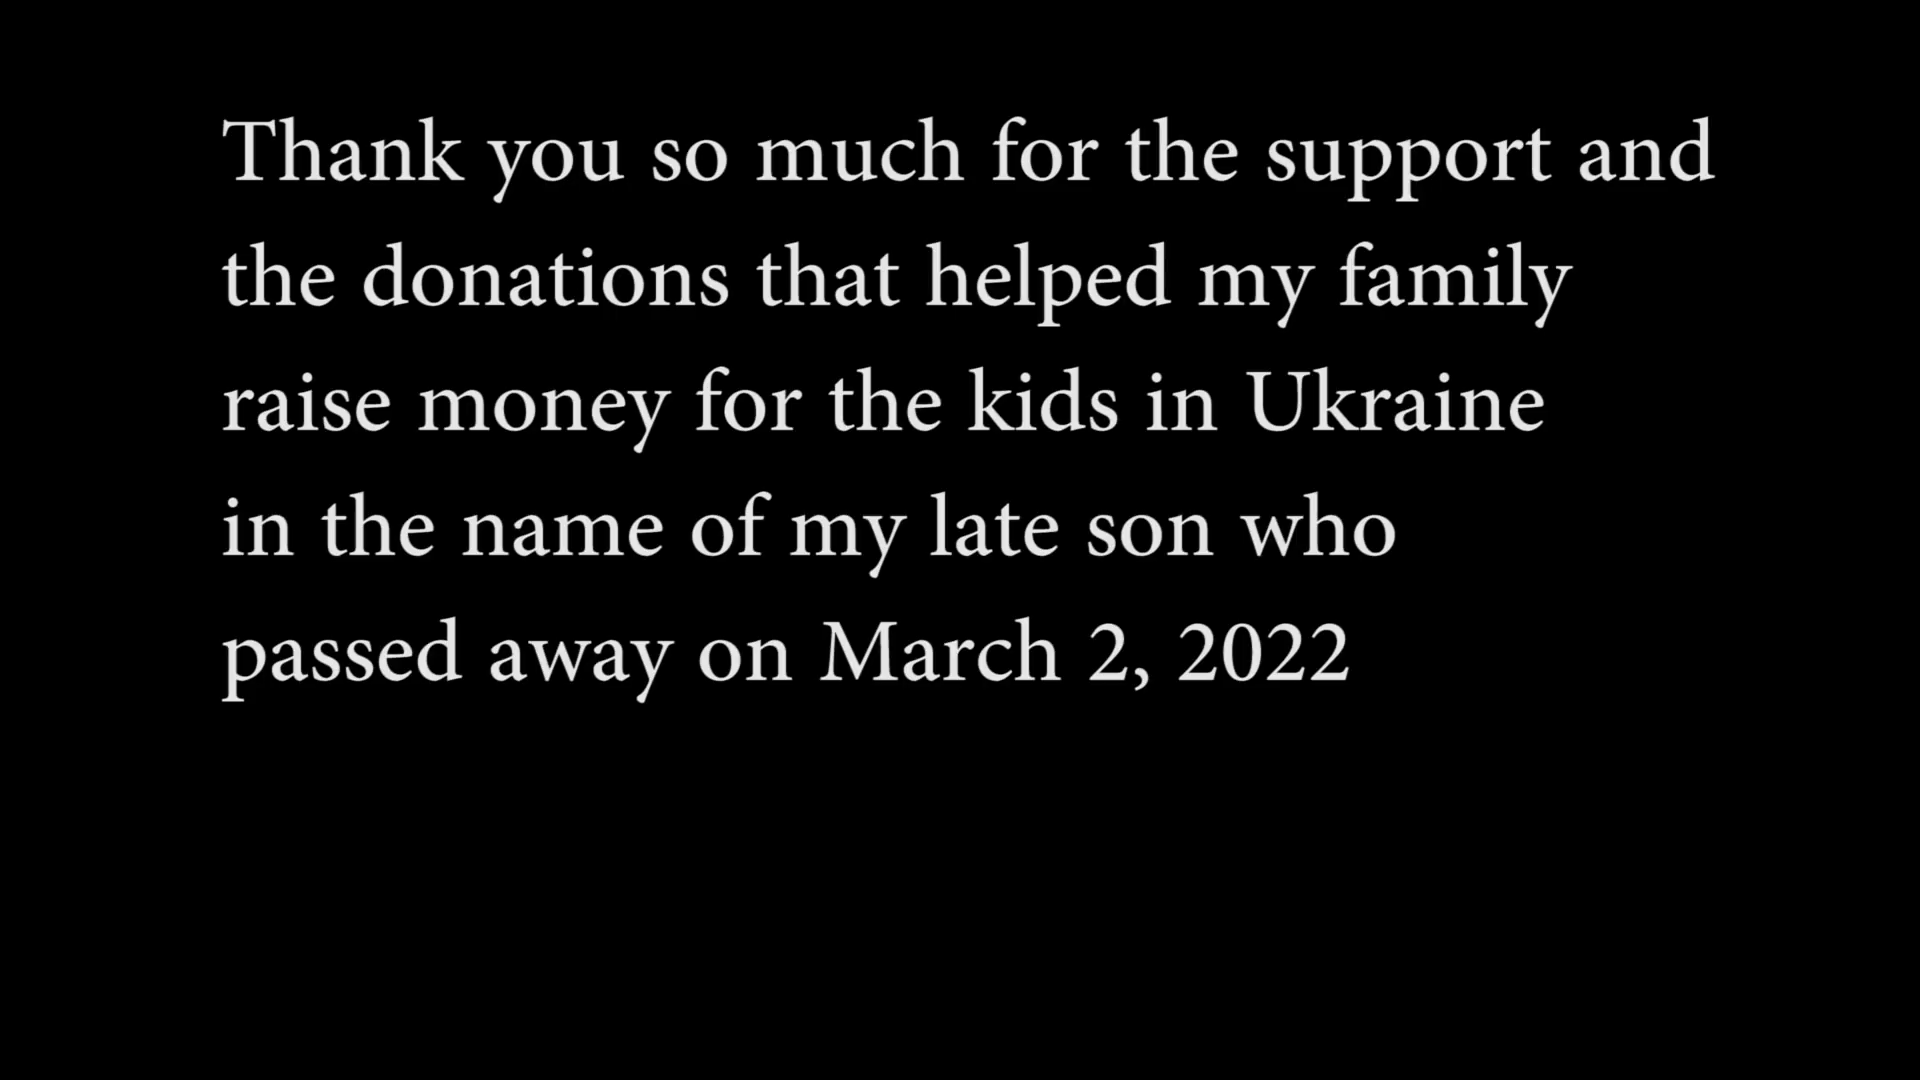 Thank you so much for the support and
the donations that helped my family
raise money for the kids in Ukraine
in the name of my late son who
passed away on March 2, 2022